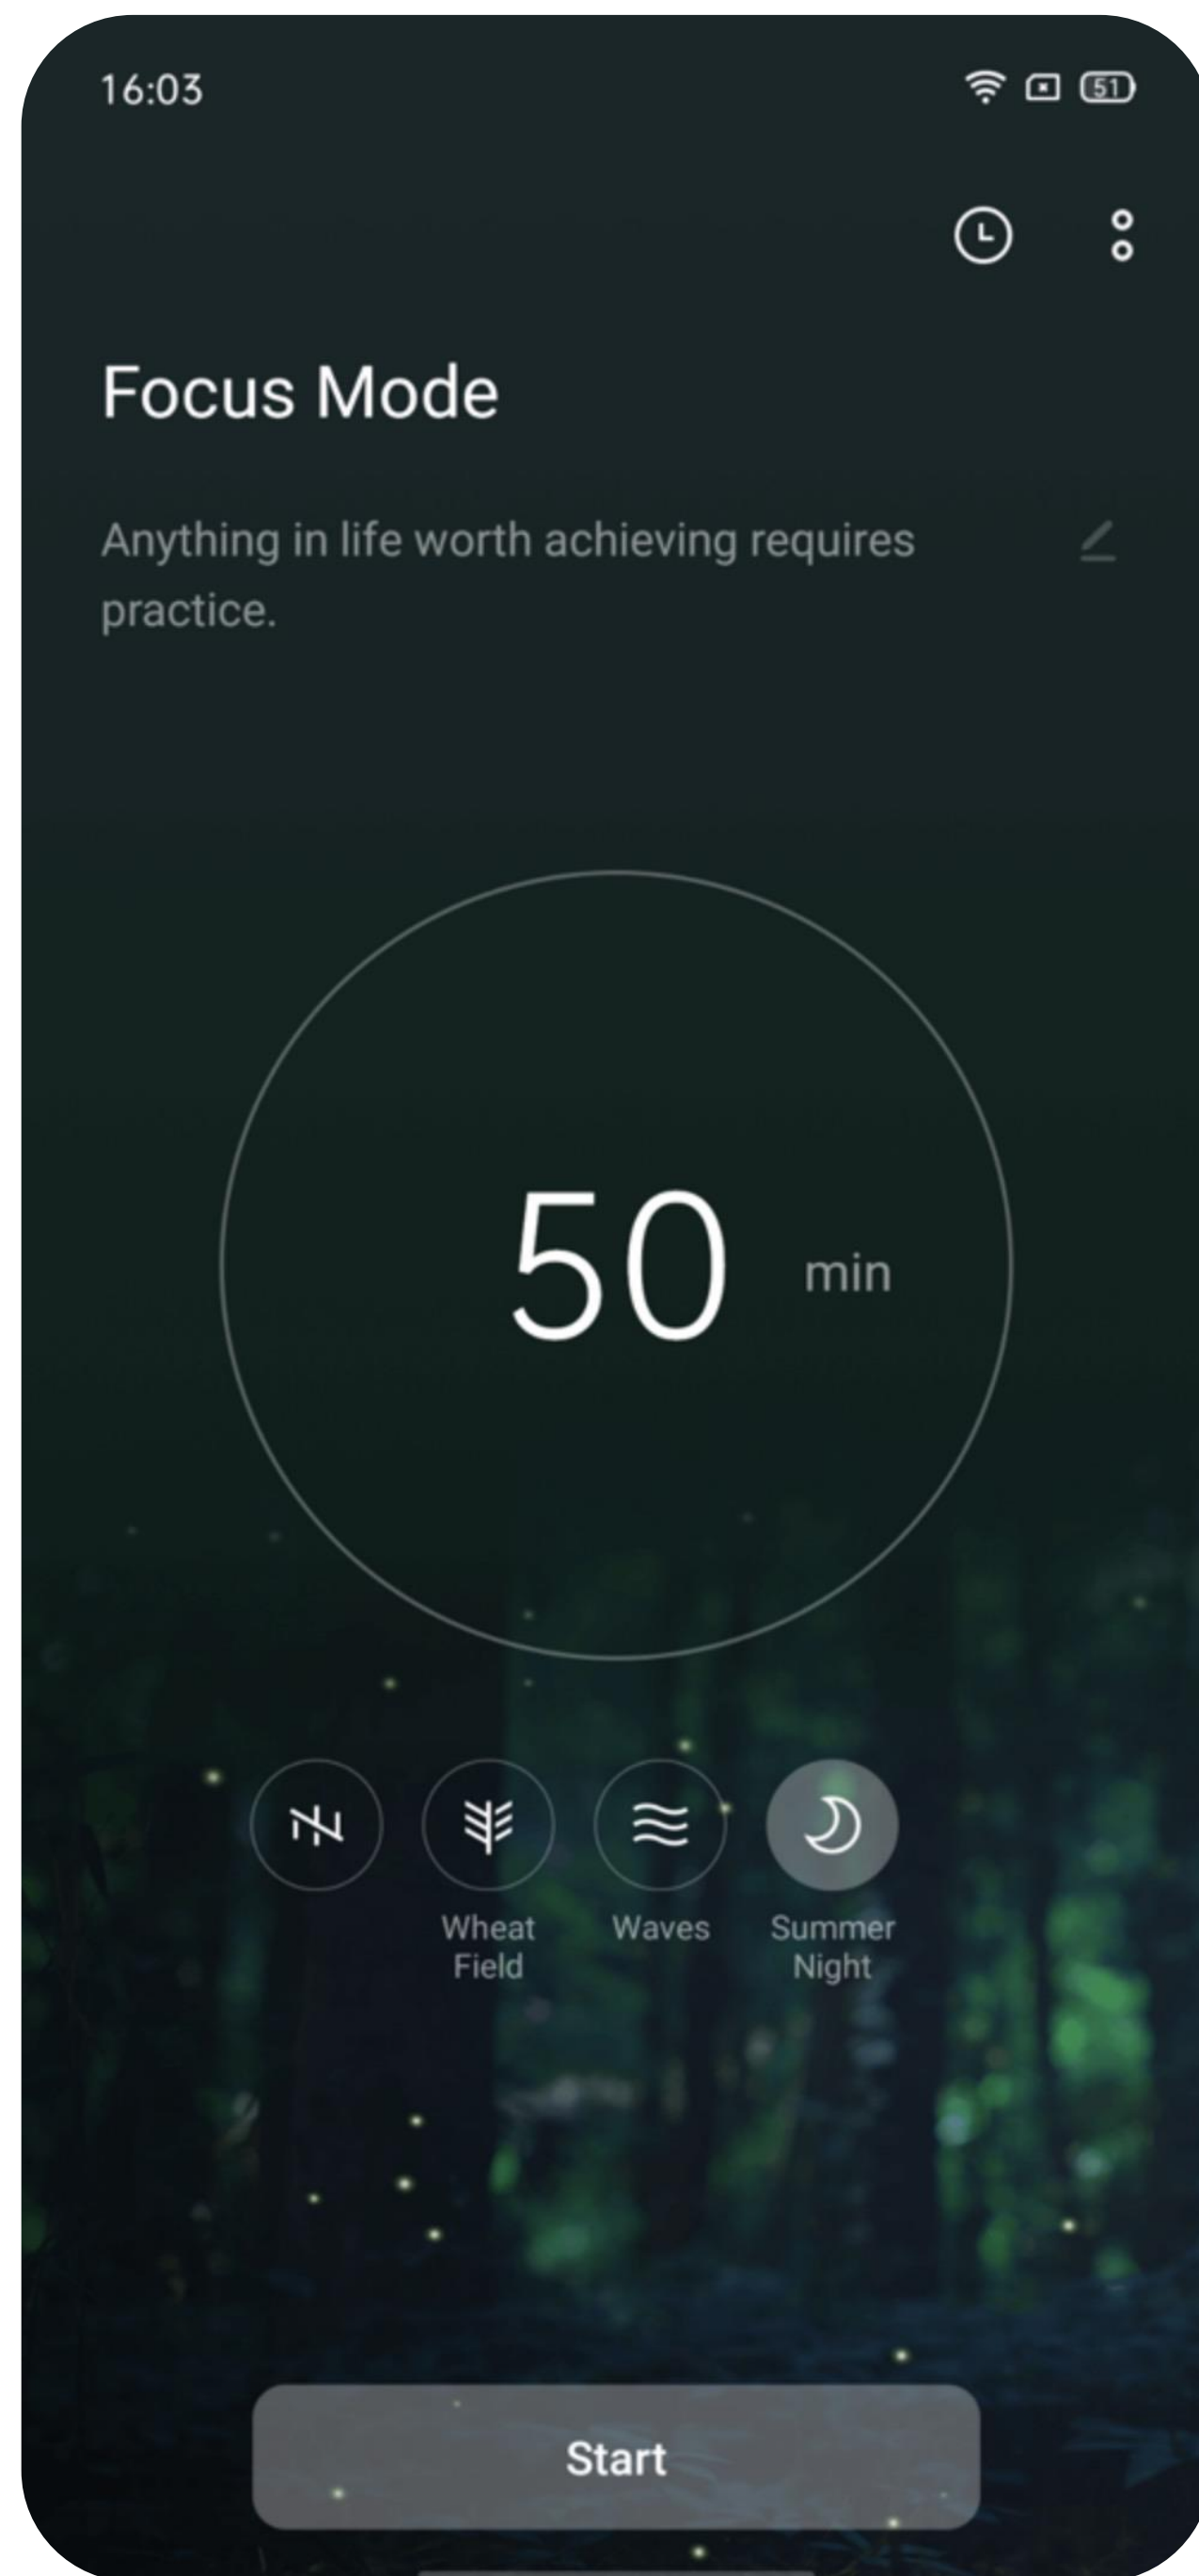 16:03
51
Focus Mode
Anything in life worth achieving requires
practice.
50 min
Wheat
Field
Waves
Summer
Night
Start